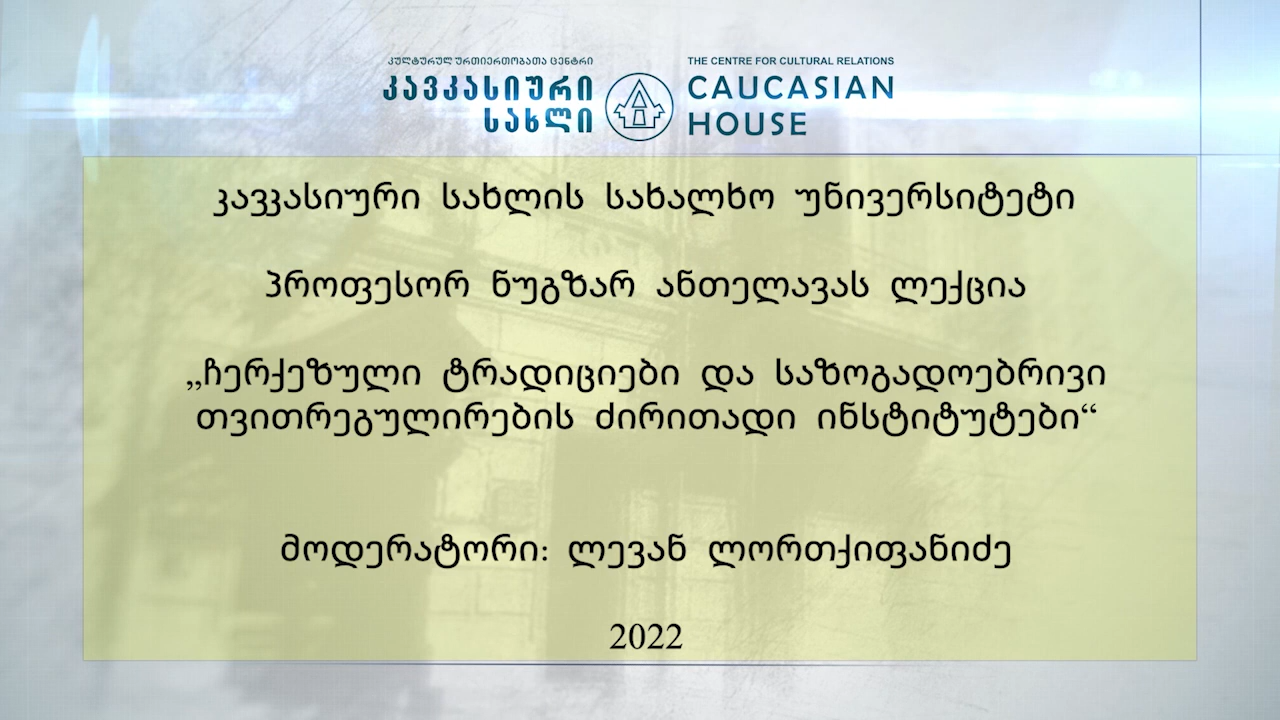 კულტურულ ურთიერთობათა ცენტრი
კავკასიური
სახლი
THE CENTRE FOR CULTURAL RELATIONS
CAUCASIAN
HOUSE
კავკასიური სახლის სახალხო უნივერსიტეტი
პროფესორ ნუგზარ ანთელავას ლექცია
„ჩერქეზული ტრადიციები და საზოგადოებრივი
თვითრეგულირების ძირითადი ინსტიტუტები“
მოდერატორი: ლევან ლორთქიფანიძე
2022